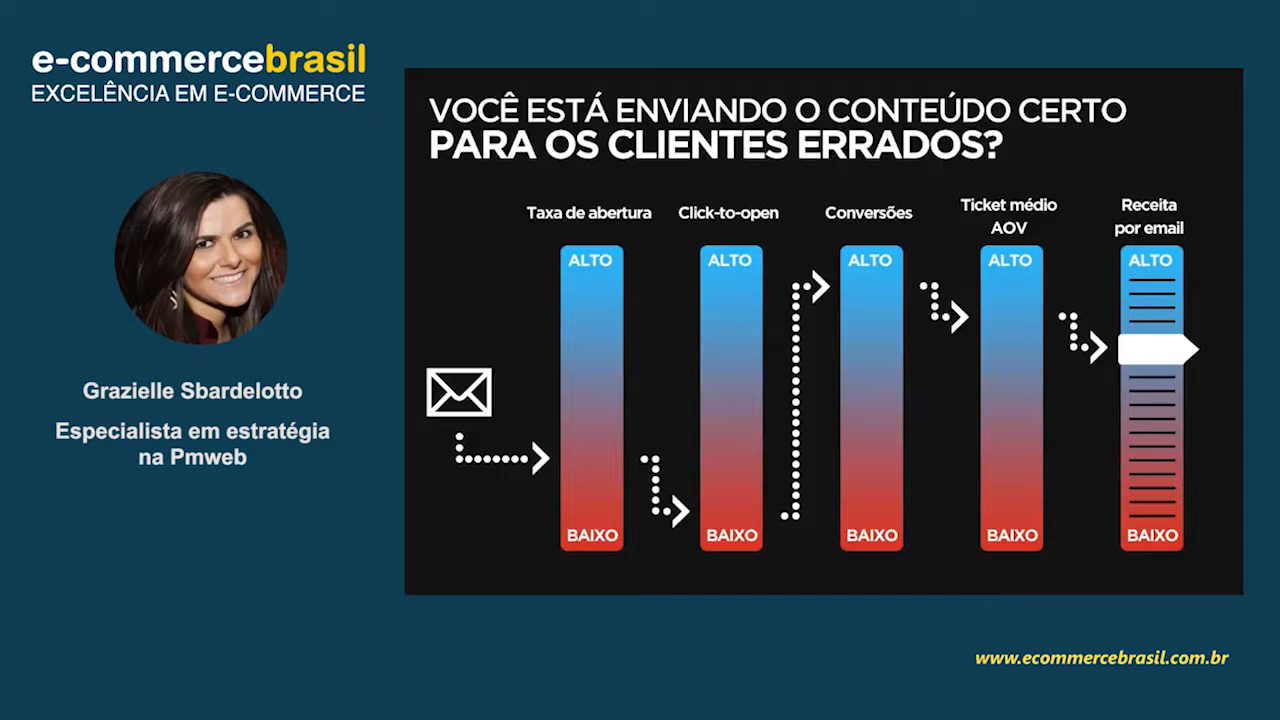 e-commercebrasil
EXCELÊNCIA EM E-COMMERCE
Grazielle Sbardelotto
Especialista em estratégia
na Pmweb
VOCÊ ESTÁ ENVIANDO O CONTEÚDO CERTO
PARA OS CLIENTES ERRADOS?
Taxa de abertura
Click-to-open
Conversões
Ticket médio
AOV
Receita
por email
ALTO
ALTO
ALTO
ALTO
ALTO
BAIXO
BAIXO
BAIXO
BAIXO
BAIXO
www.ecommercebrasil.com.br